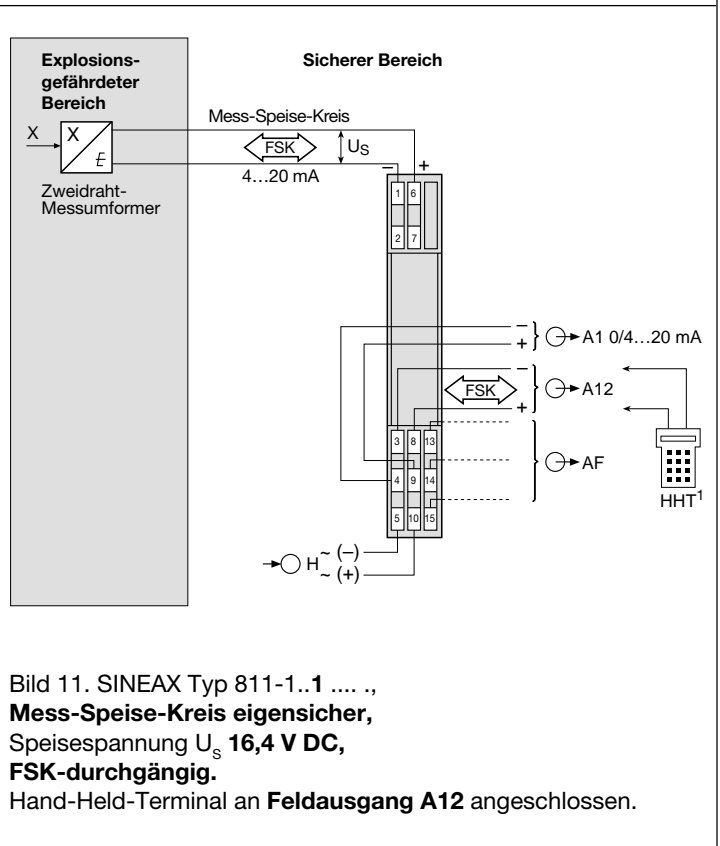 Explosions-
gefährdeter
Bereich
Sicherer Bereich
Mess-Speise-Kreis
X
X
E
FSK
U_S
4…20 mA
– +
Zweidraht-
Messumformer
1 6
2 7
–
+
A1 0/4…20 mA
–
FSK
A12
+
3 8 13
AF
4 9 14
HHT¹
5 10 15
H ~ (–)
~ (+)
Bild 11. SINEAX Typ 811-1..1 .... .,
Mess-Speise-Kreis eigensicher,
Speisespannung U_S 16,4 V DC,
FSK-durchgängig.
Hand-Held-Terminal an Feldausgang A12 angeschlossen.